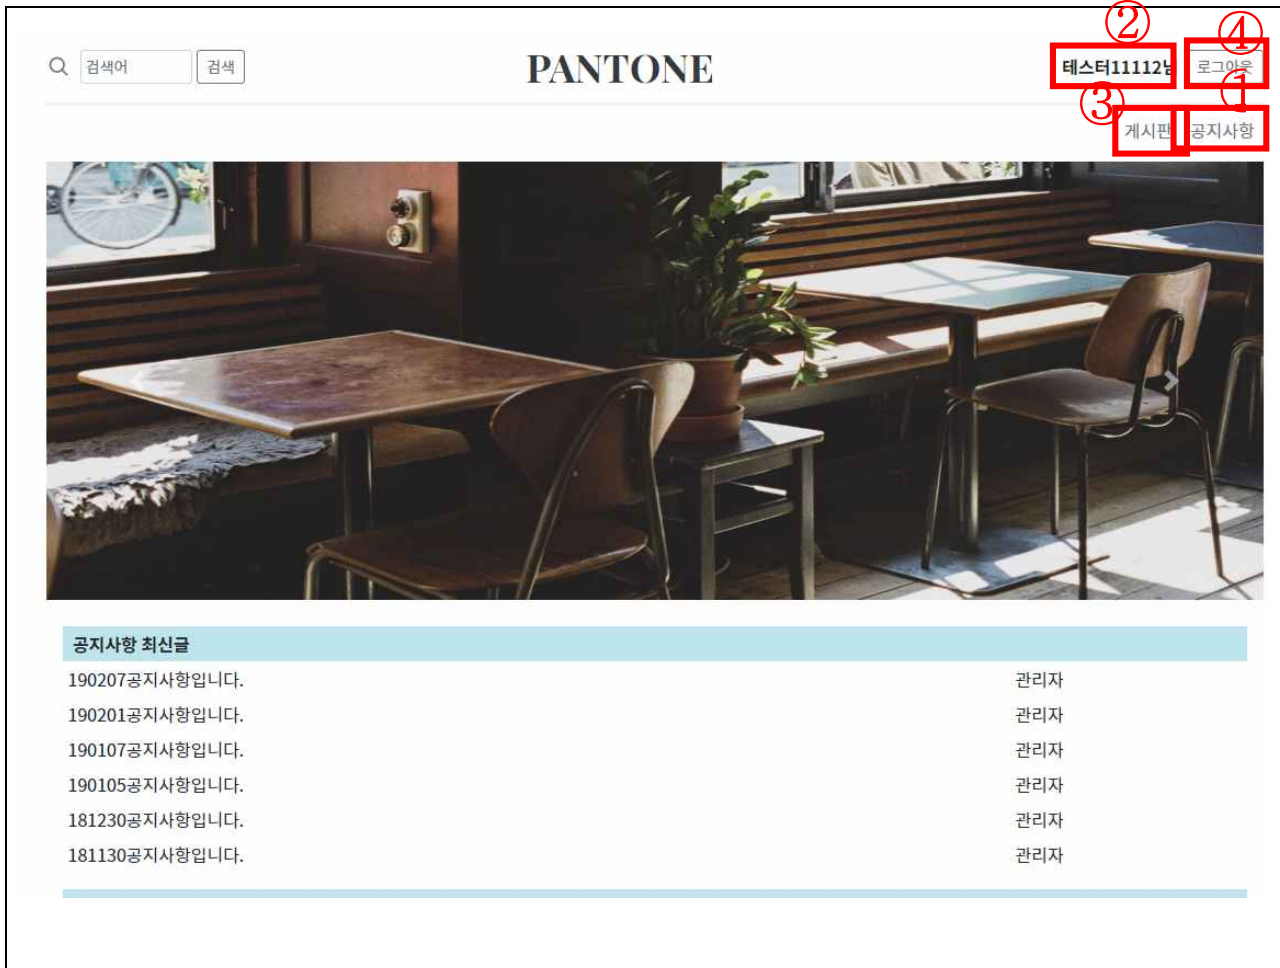 ② ④
검색어 검색 PANTONE 테스터11112님 로그아웃
③ ①
게시판 공지사항
공지사항 최신글
190207공지사항입니다. 관리자
190201공지사항입니다. 관리자
190107공지사항입니다. 관리자
190105공지사항입니다. 관리자
181230공지사항입니다. 관리자
181130공지사항입니다. 관리자